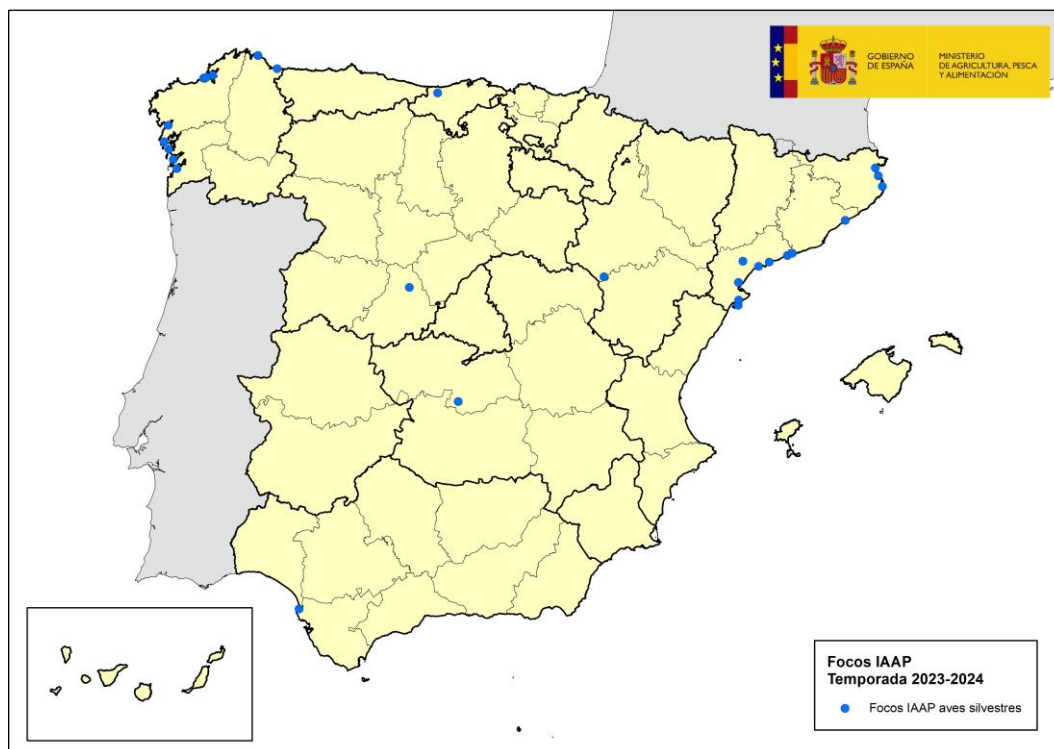 GOBIERNO
DE ESPAÑA
MINISTERIO
DE AGRICULTURA, PESCA
Y ALIMENTACIÓN
Focos IAAP
Temporada 2023-2024
Focos IAAP aves silvestres